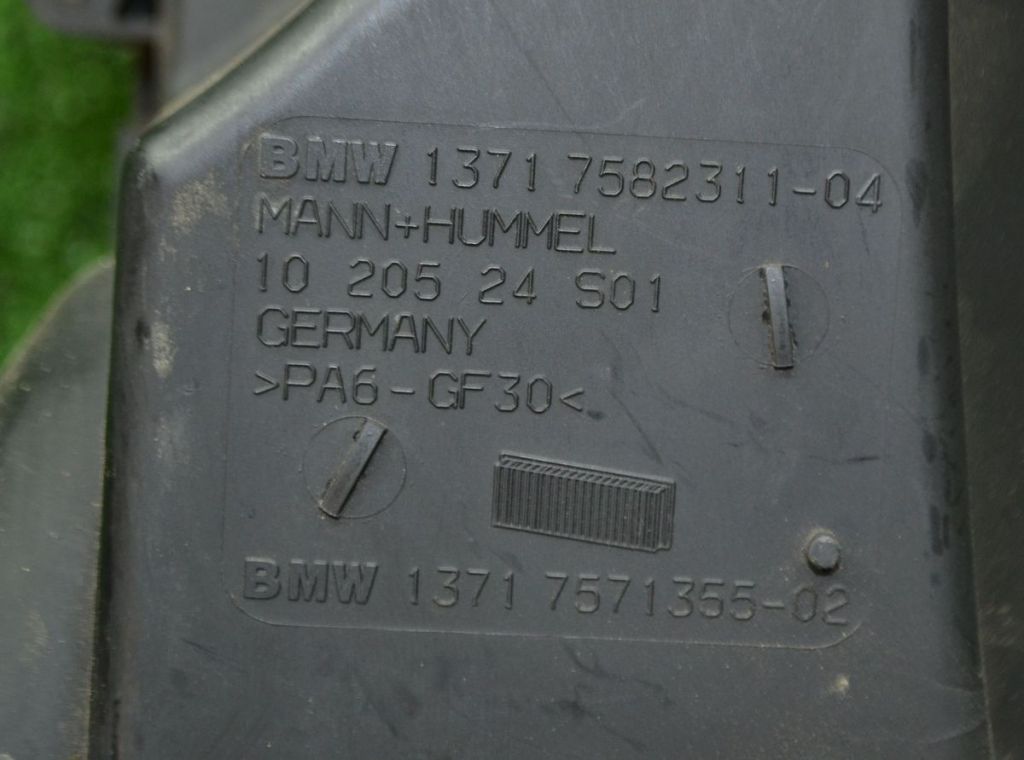 BMW 1371 7582311-04
MANN+HUMMEL
10 205 24 S01
GERMANY
>PA6-GF30<
BMW 1371 7571355-02